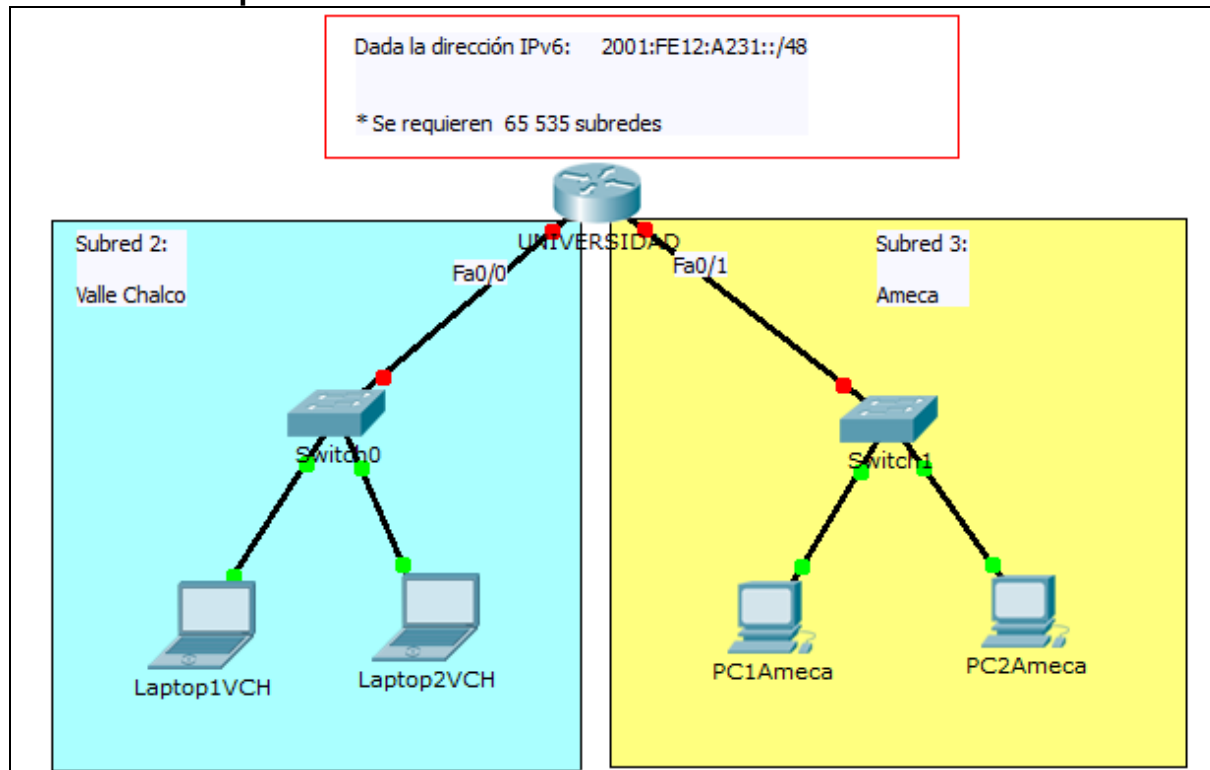 Dada la dirección IPv6: 2001:FE12:A231::/48
* Se requieren 65 535 subredes
UNIVERSIDAD
Subred 2:
Valle Chalco
Fa0/0
Fa0/1
Subred 3:
Ameca
Switch0
Switch1
Laptop1VCH
Laptop2VCH
PC1Ameca
PC2Ameca